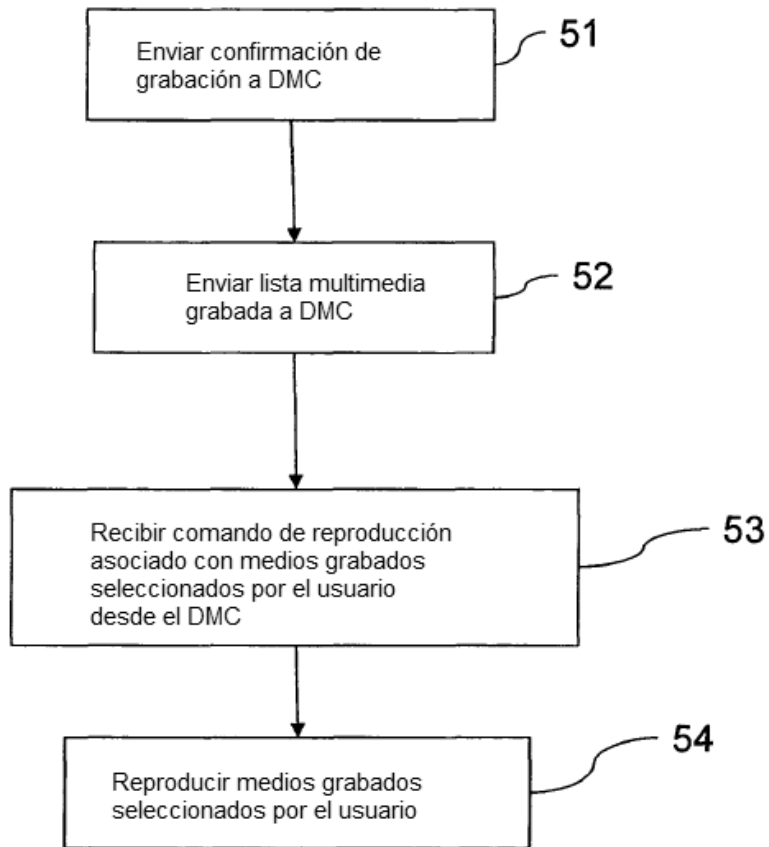 Enviar confirmación de
grabación a DMC
51
Enviar lista multimedia
grabada a DMC
52
Recibir comando de reproducción
asociado con medios grabados
seleccionados por el usuario
desde el DMC
53
Reproducir medios grabados
seleccionados por el usuario
54